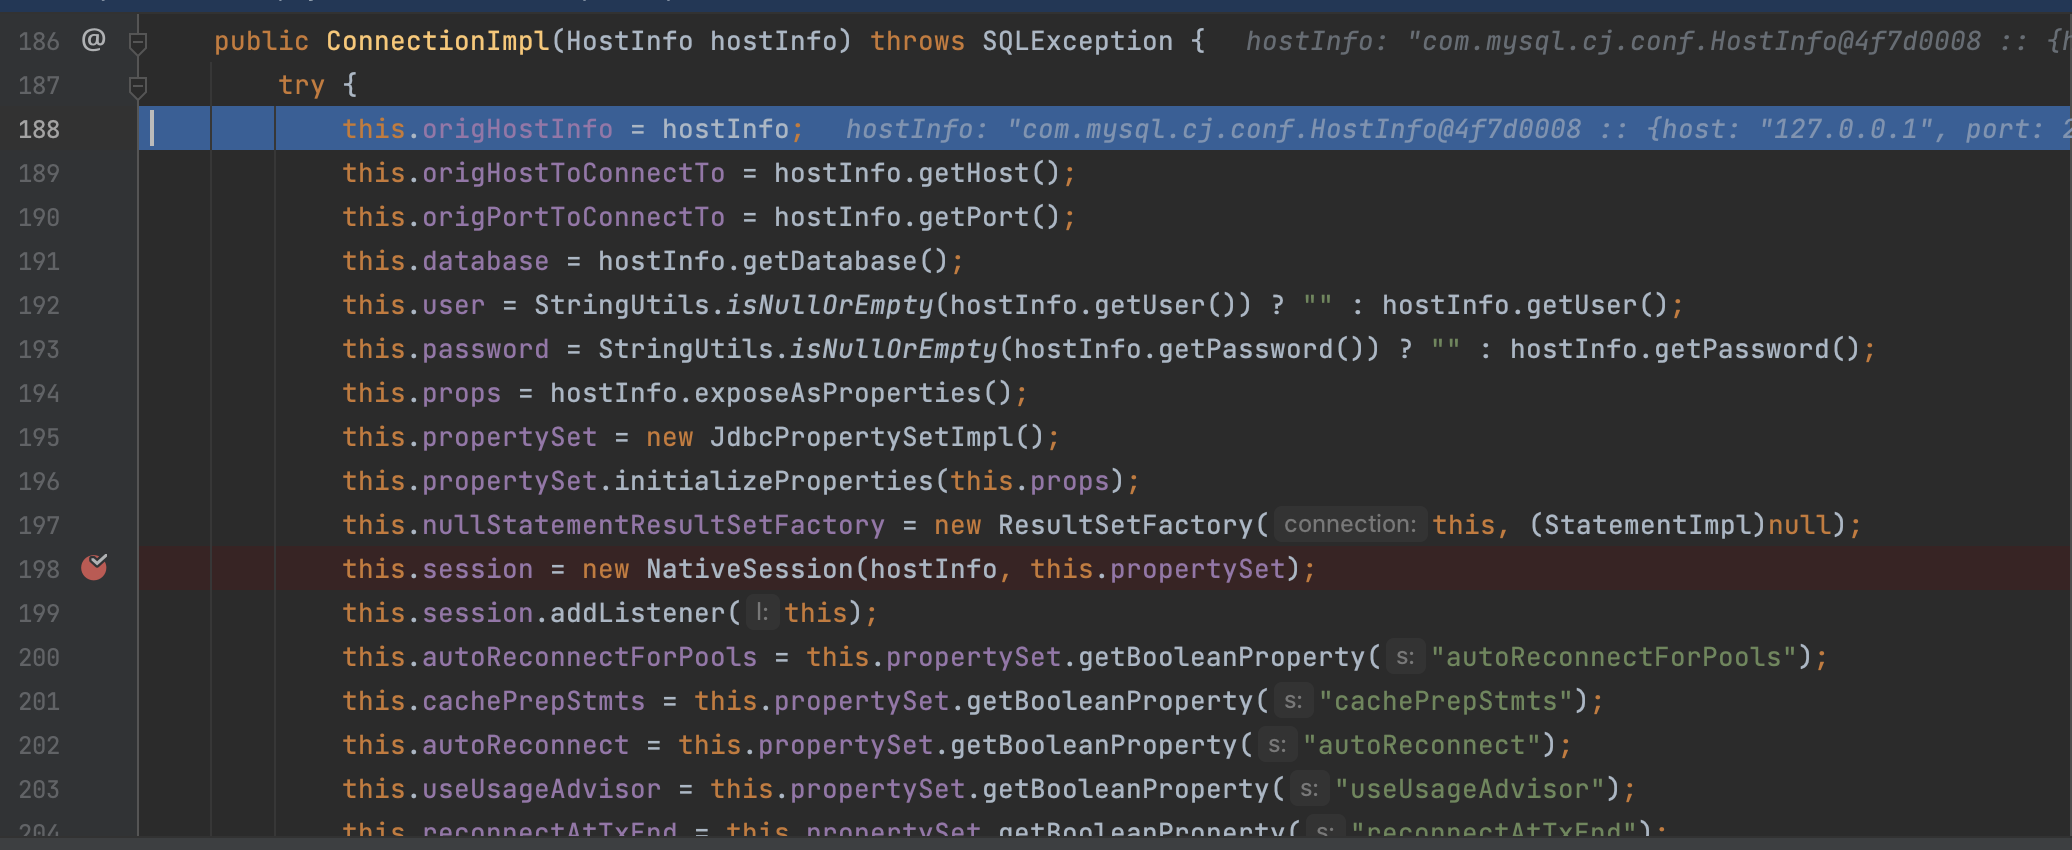 186 @ public ConnectionImpl(HostInfo hostInfo) throws SQLException { hostInfo: "com.mysql.cj.conf.HostInfo@4f7d0008 :: {h
187 try {
188 this.origHostInfo = hostInfo; hostInfo: "com.mysql.cj.conf.HostInfo@4f7d0008 :: {host: "127.0.0.1", port: 2
189 this.origHostToConnectTo = hostInfo.getHost();
190 this.origPortToConnectTo = hostInfo.getPort();
191 this.database = hostInfo.getDatabase();
192 this.user = StringUtils.isNullOrEmpty(hostInfo.getUser()) ? "" : hostInfo.getUser();
193 this.password = StringUtils.isNullOrEmpty(hostInfo.getPassword()) ? "" : hostInfo.getPassword();
194 this.props = hostInfo.exposeAsProperties();
195 this.propertySet = new JdbcPropertySetImpl();
196 this.propertySet.initializeProperties(this.props);
197 this.nullStatementResultSetFactory = new ResultSetFactory( connection: this, (StatementImpl)null);
198 this.session = new NativeSession(hostInfo, this.propertySet);
199 this.session.addListener( l: this);
200 this.autoReconnectForPools = this.propertySet.getBooleanProperty( s: "autoReconnectForPools");
201 this.cachePrepStmts = this.propertySet.getBooleanProperty( s: "cachePrepStmts");
202 this.autoReconnect = this.propertySet.getBooleanProperty( s: "autoReconnect");
203 this.useUsageAdvisor = this.propertySet.getBooleanProperty( s: "useUsageAdvisor");
204 this.reconnectAtTxEnd = this.propertySet.getBooleanProperty( s: "reconnectAtTxEnd");